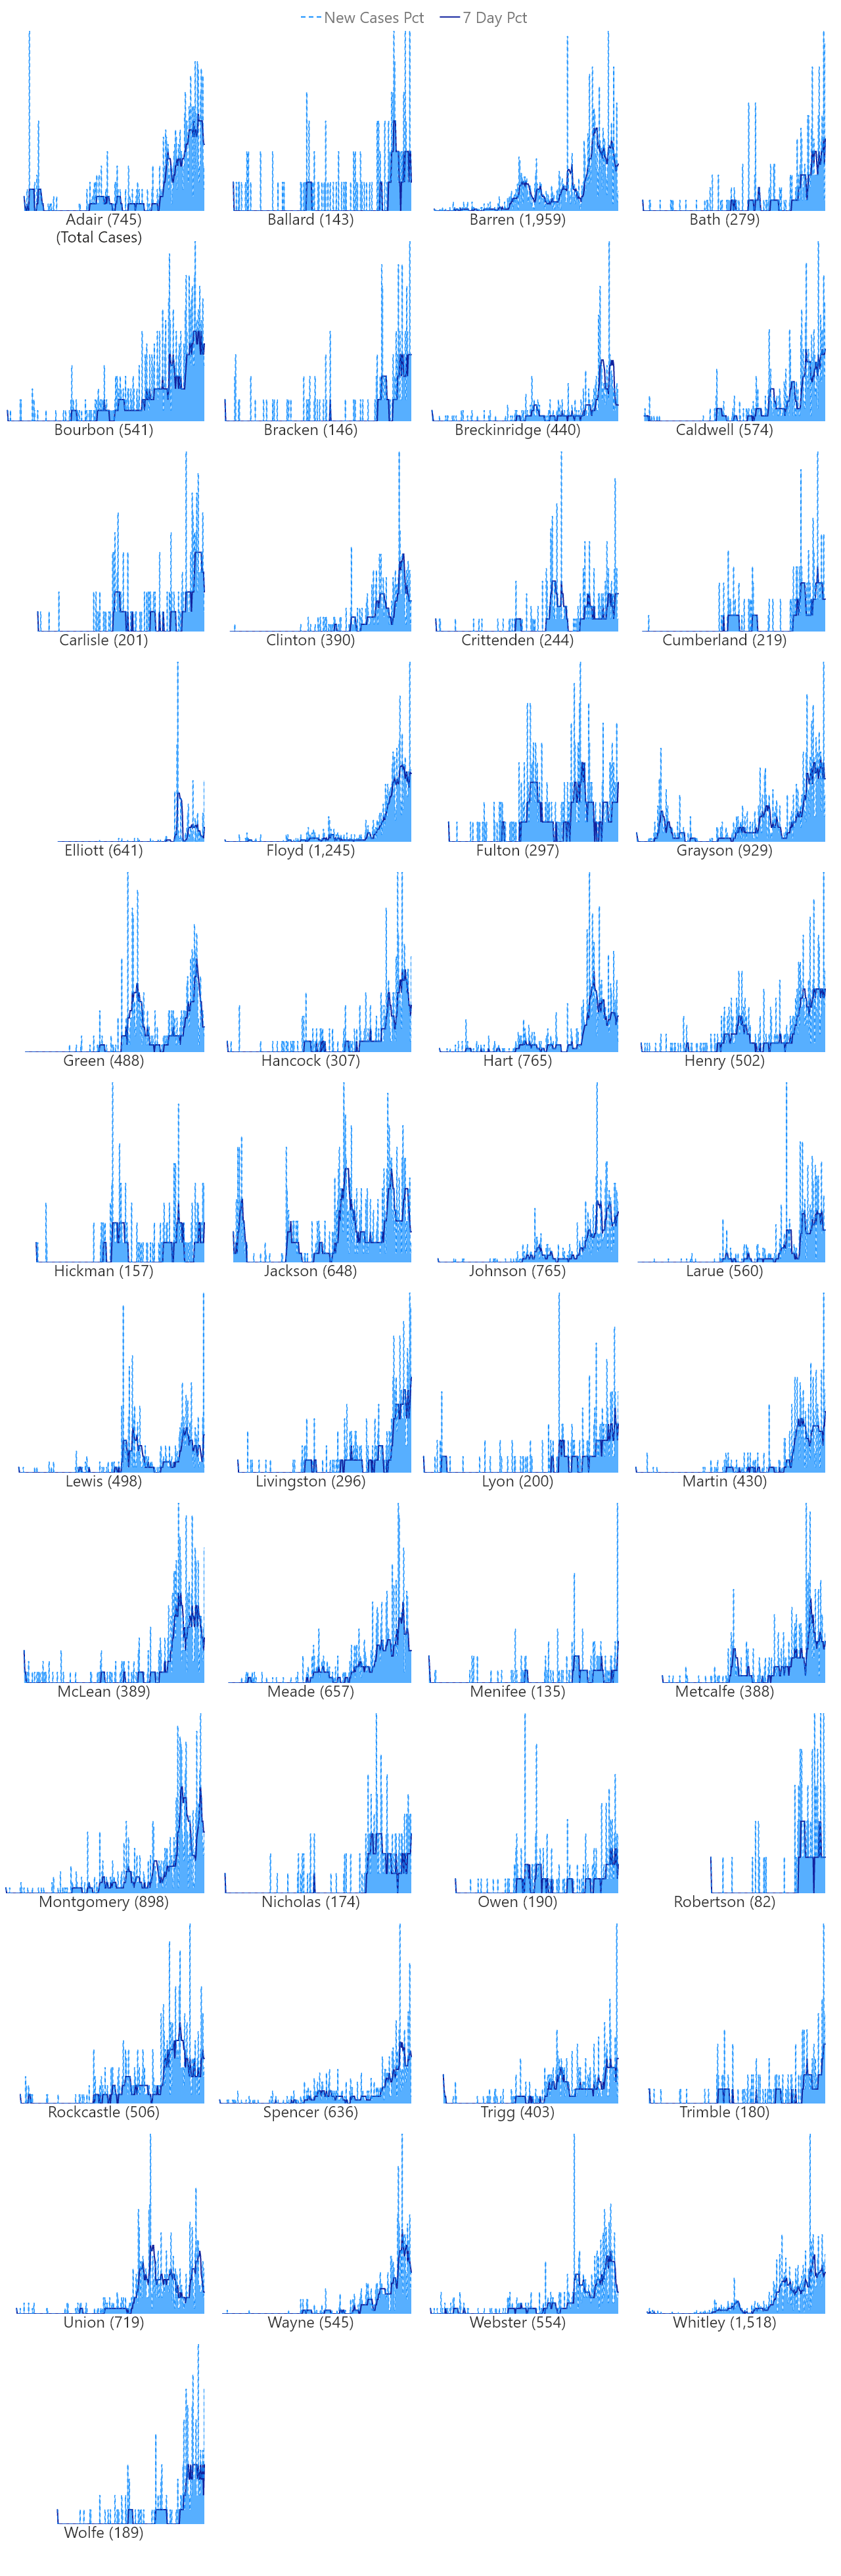 New Cases Pct 7 Day Pct
Adair (745) Ballard (143) Barren (1,959) Bath (279)
(Total Cases)
Bourbon (541) Bracken (146) Breckinridge (440) Caldwell (574)
Carlisle (201) Clinton (390) Crittenden (244) Cumberland (219)
Elliott (641) Floyd (1,245) Fulton (297) Grayson (929)
Green (488) Hancock (307) Hart (765) Henry (502)
Hickman (157) Jackson (648) Johnson (765) Larue (560)
Lewis (498) Livingston (296) Lyon (200) Martin (430)
McLean (389) Meade (657) Menifee (135) Metcalfe (388)
Montgomery (898) Nicholas (174) Owen (190) Robertson (82)
Rockcastle (506) Spencer (636) Trigg (403) Trimble (180)
Union (719) Wayne (545) Webster (554) Whitley (1,518)
Wolfe (189)